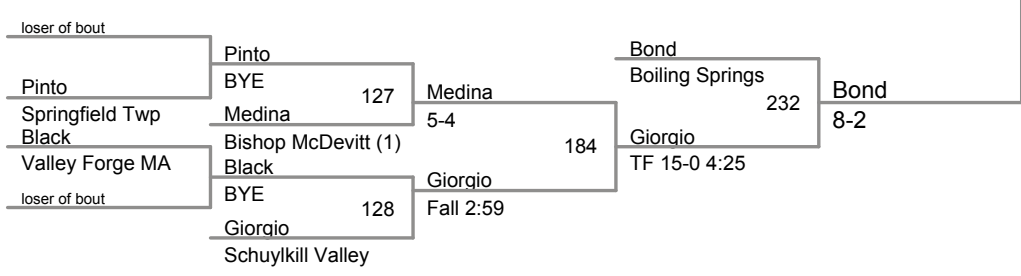 loser of bout
Pinto
Springfield Twp
Black
Valley Forge MA
loser of bout
Pinto
BYE
127
Medina
Bishop McDevitt (1)
Black
BYE
128
Giorgio
Schuylkill Valley
Medina
5-4
184
Giorgio
Fall 2:59
Bond
Boiling Springs
232
Giorgio
TF 15-0 4:25
Bond
8-2